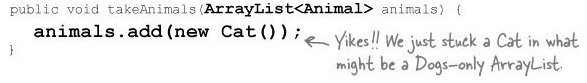 public void takeAnimals(ArrayList<Animal> animals) {
animals.add(new Cat());
Yikes!! We just stuck a Cat in what
might be a Dogs-only ArrayList.
}